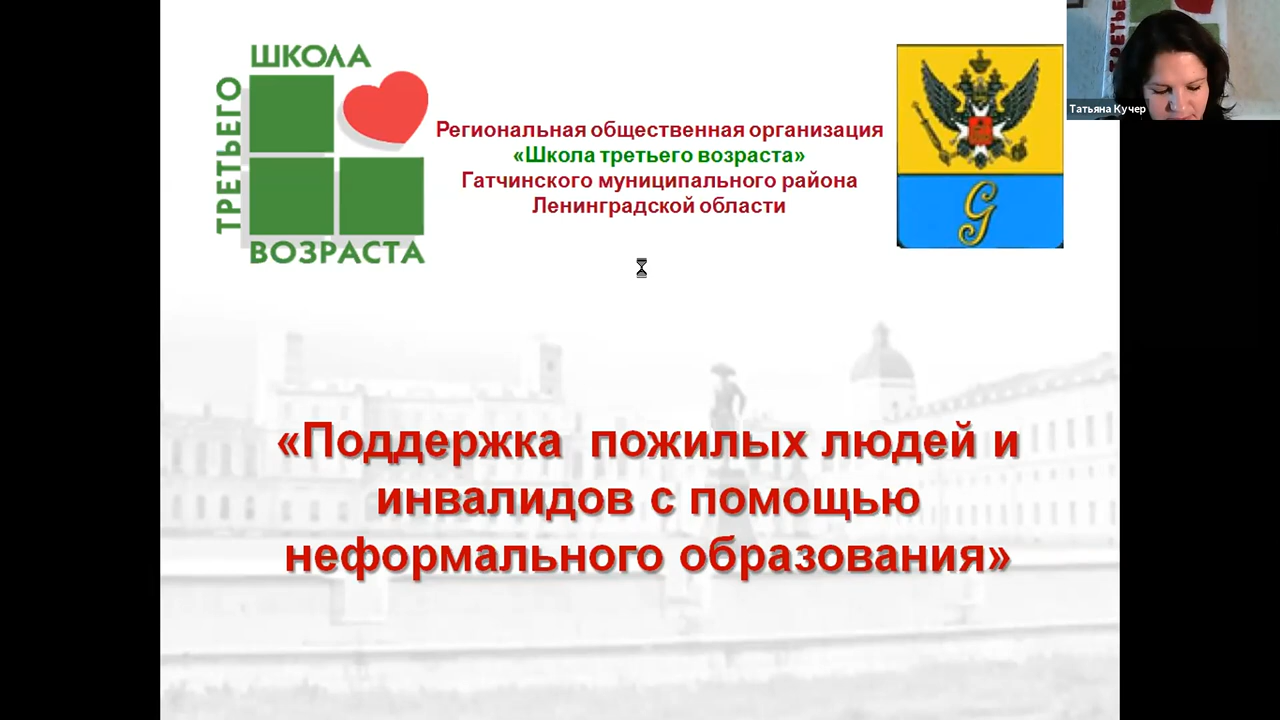 ШКОЛА
ТРЕТЬЕГО
ВОЗРАСТА
Региональная общественная организация
«Школа третьего возраста»
Гатчинского муниципального района
Ленинградской области
G
ТРЕТЬЕ
Татьяна Кучер
«Поддержка пожилых людей и
инвалидов с помощью
неформального образования»